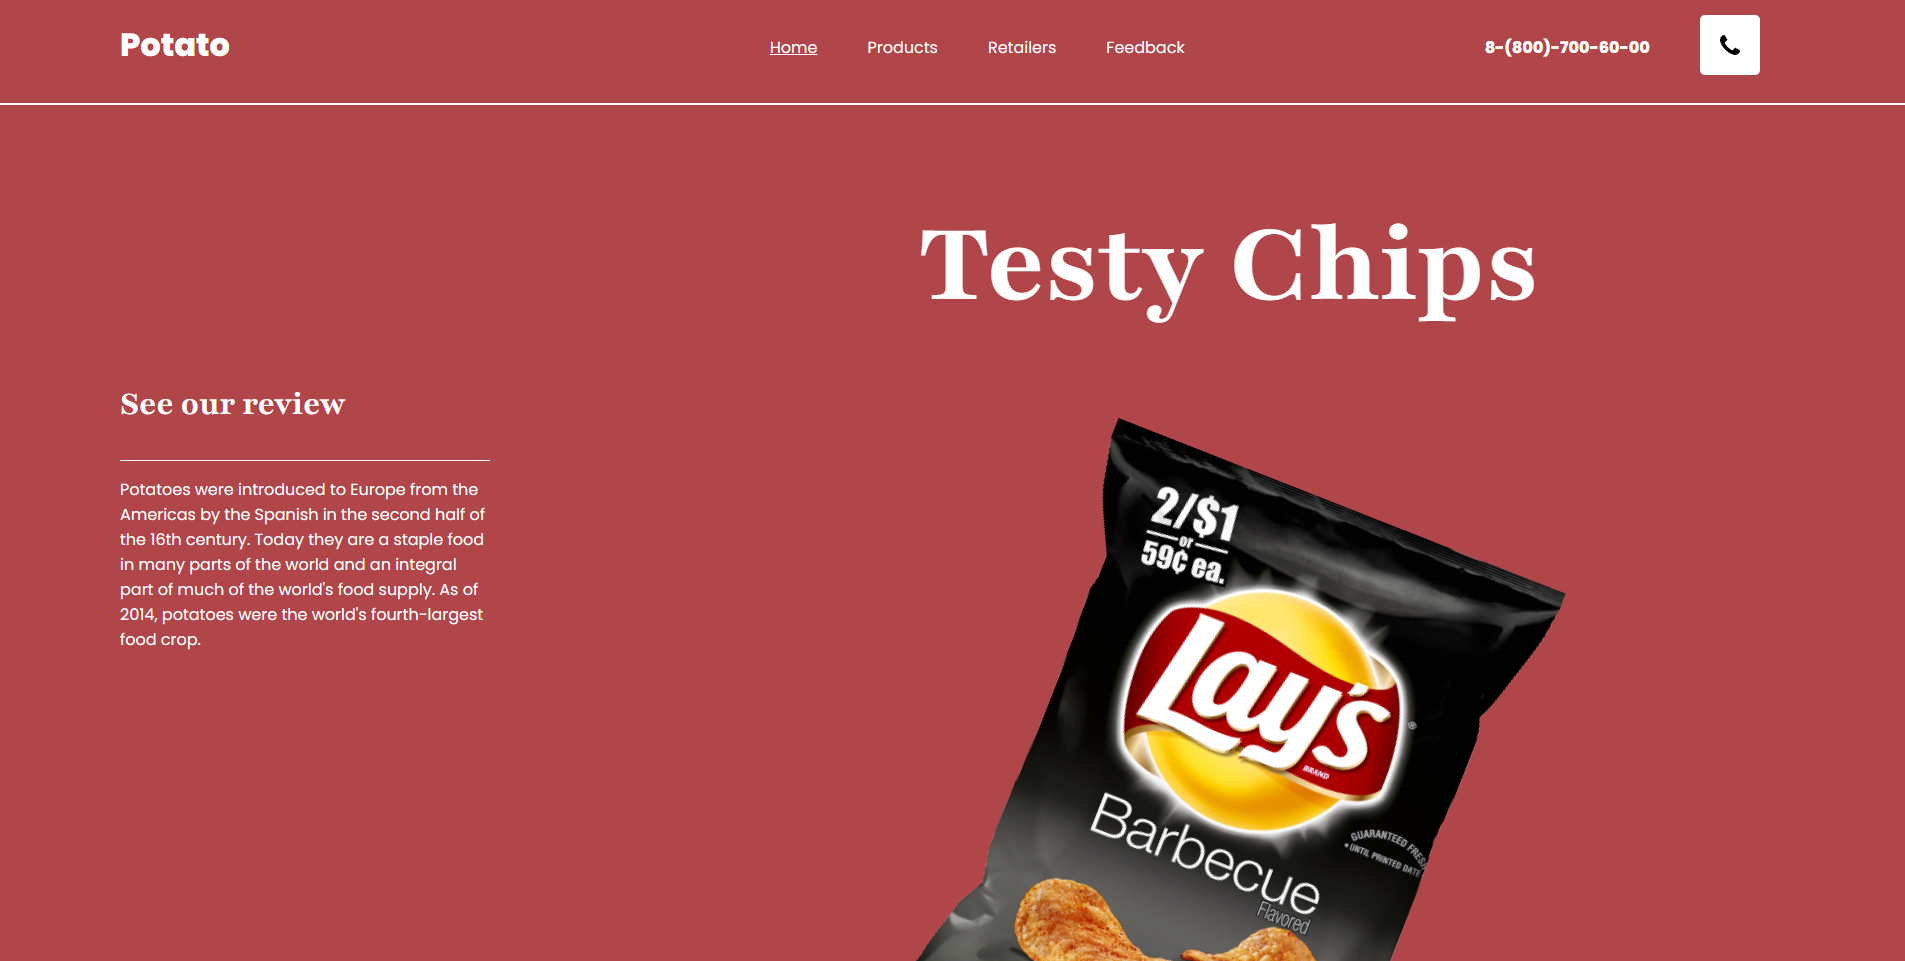 Potato
Home Products Retailers Feedback
8-(800)-700-60-00
Testy Chips
See our review
Potatoes were introduced to Europe from the
Americas by the Spanish in the second half of
the 16th century. Today they are a staple food
in many parts of the world and an integral
part of much of the world's food supply. As of
2014, potatoes were the world's fourth-largest
food crop.
2/$1
or
59¢ ea.
Lay's
BRAND
®
Barbecue
Flavored
GUARANTEED FRESH
• UNTIL PRINTED DATE